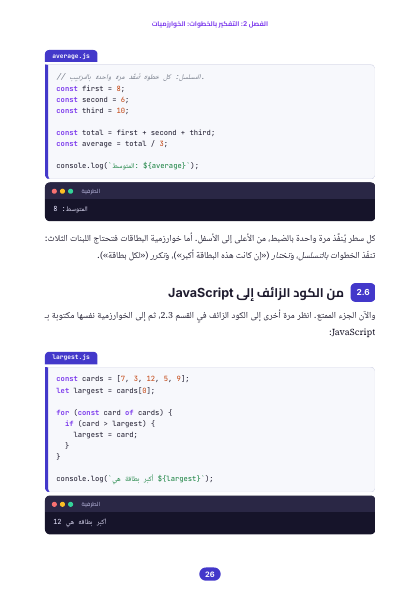 الفصل 2: التفكير بالخطوات: الخوارزميات
average.js
// التسلسل: كل خطوة تُنفَّذ مرة واحدة بالترتيب.
const first = 8;
const second = 6;
const third = 10;
const total = first + second + third;
const average = total / 3;
console.log(`المتوسط: ${average}`);
الطرفية
المتوسط: 8
كل سطر يُنفَّذ مرة واحدة بالضبط، من الأعلى إلى الأسفل. أما خوارزمية البطاقات فتحتاج اللبنات الثلاث:
تنفّذ الخطوات بالتسلسل، وتختار («إن كانت هذه البطاقة أكبر»)، وتكرر («لكل بطاقة»).
2.6 من الكود الزائف إلى JavaScript
والآن الجزء الممتع. انظر مرة أخرى إلى الكود الزائف في القسم 2.3، ثم إلى الخوارزمية نفسها مكتوبة بـ
JavaScript:
largest.js
const cards = [7, 3, 12, 5, 9];
let largest = cards[0];
for (const card of cards) {
if (card > largest) {
largest = card;
}
}
console.log(`أكبر بطاقة هي ${largest}`);
الطرفية
أكبر بطاقة هي 12
26